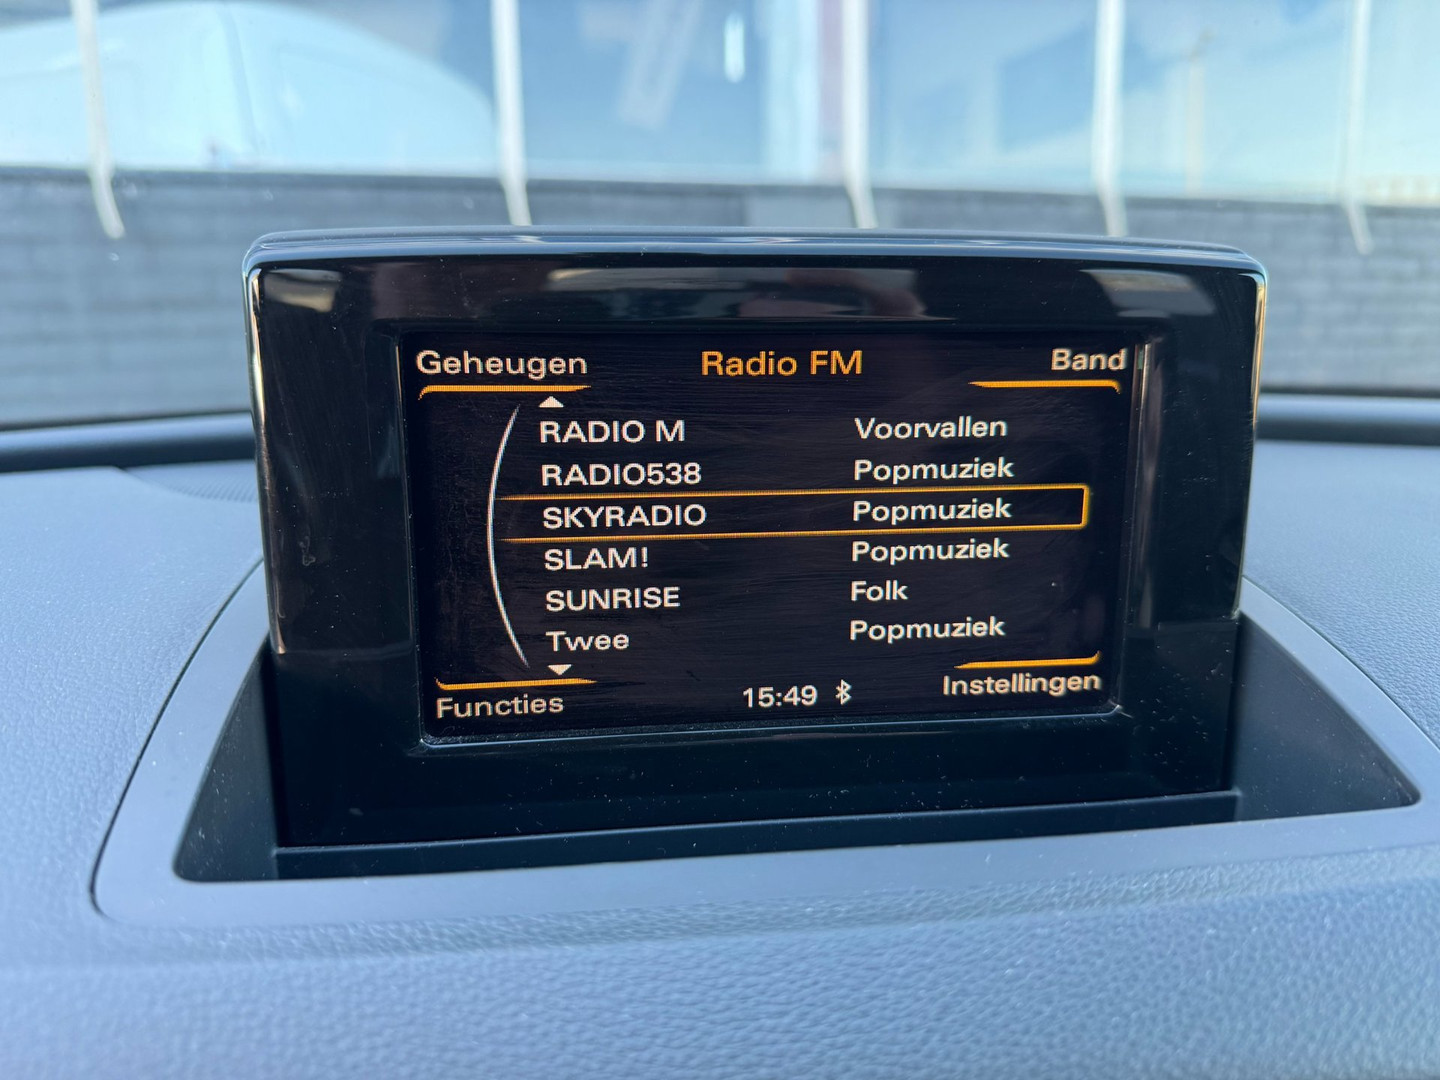 Geheugen Radio FM Band
RADIO M Voorvallen
RADIO538 Popmuziek
SKYRADIO Popmuziek
SLAM! Popmuziek
SUNRISE Folk
Twee Popmuziek
Functies 15:49 Instellingen